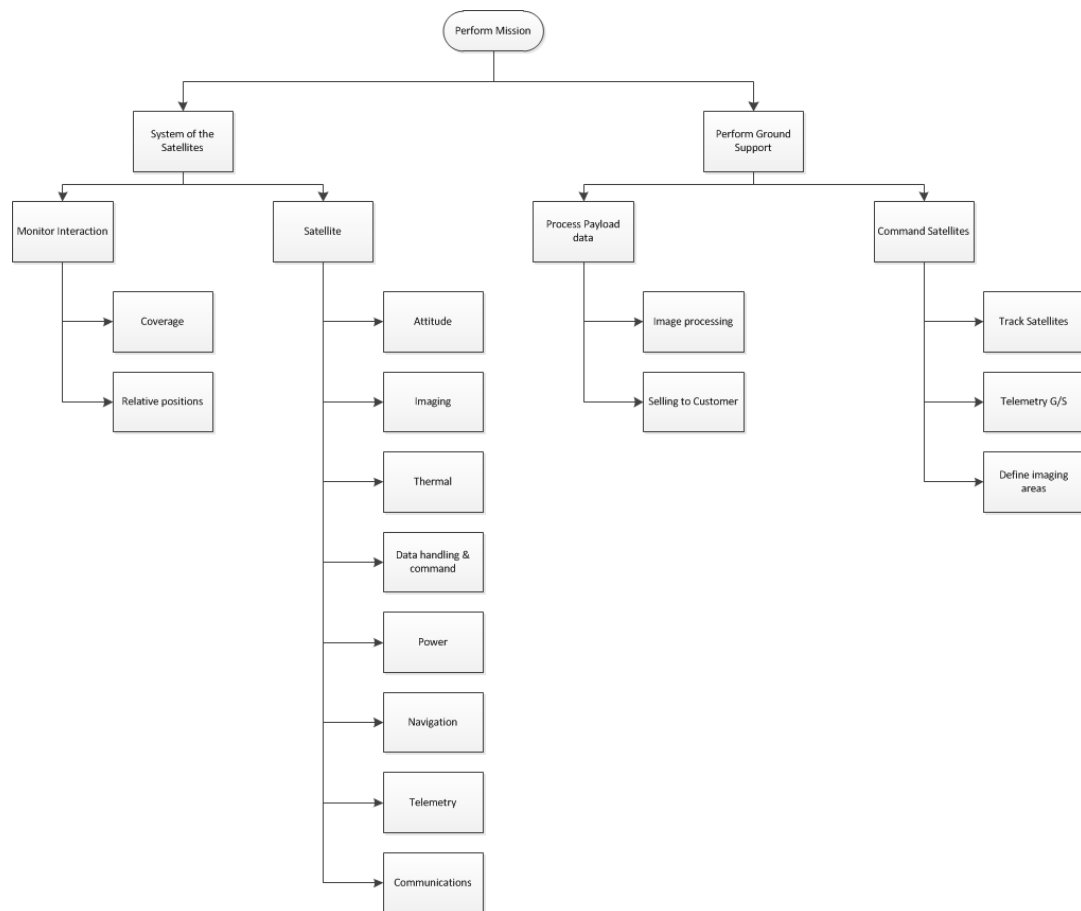 Perform Mission
System of the
Satellites
Perform Ground
Support
Monitor Interaction
Satellite
Process Payload
data
Command Satellites
Coverage
Relative positions
Attitude
Imaging
Thermal
Data handling &
command
Power
Navigation
Telemetry
Communications
Image processing
Selling to Customer
Track Satellites
Telemetry G/S
Define imaging
areas